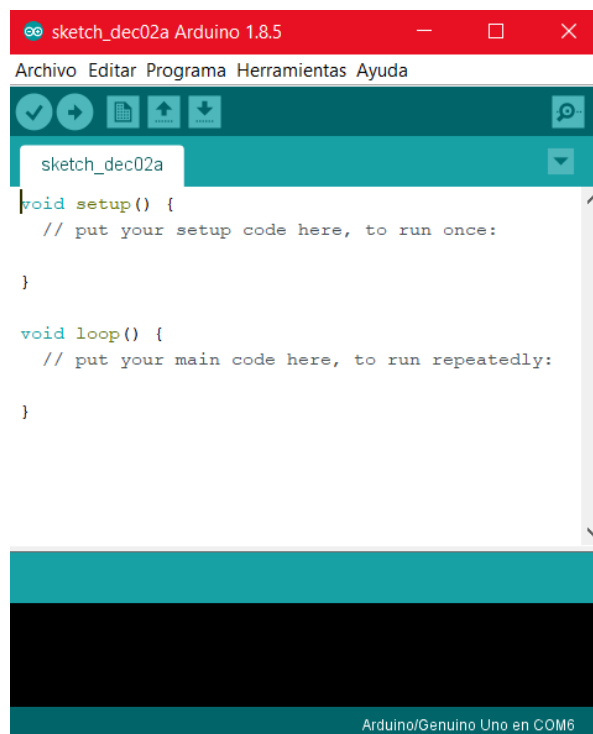 sketch_dec02a Arduino 1.8.5
Archivo Editar Programa Herramientas Ayuda
sketch_dec02a
void setup() {
  // put your setup code here, to run once:
}
void loop() {
  // put your main code here, to run repeatedly:
}
Arduino/Genuino Uno en COM6